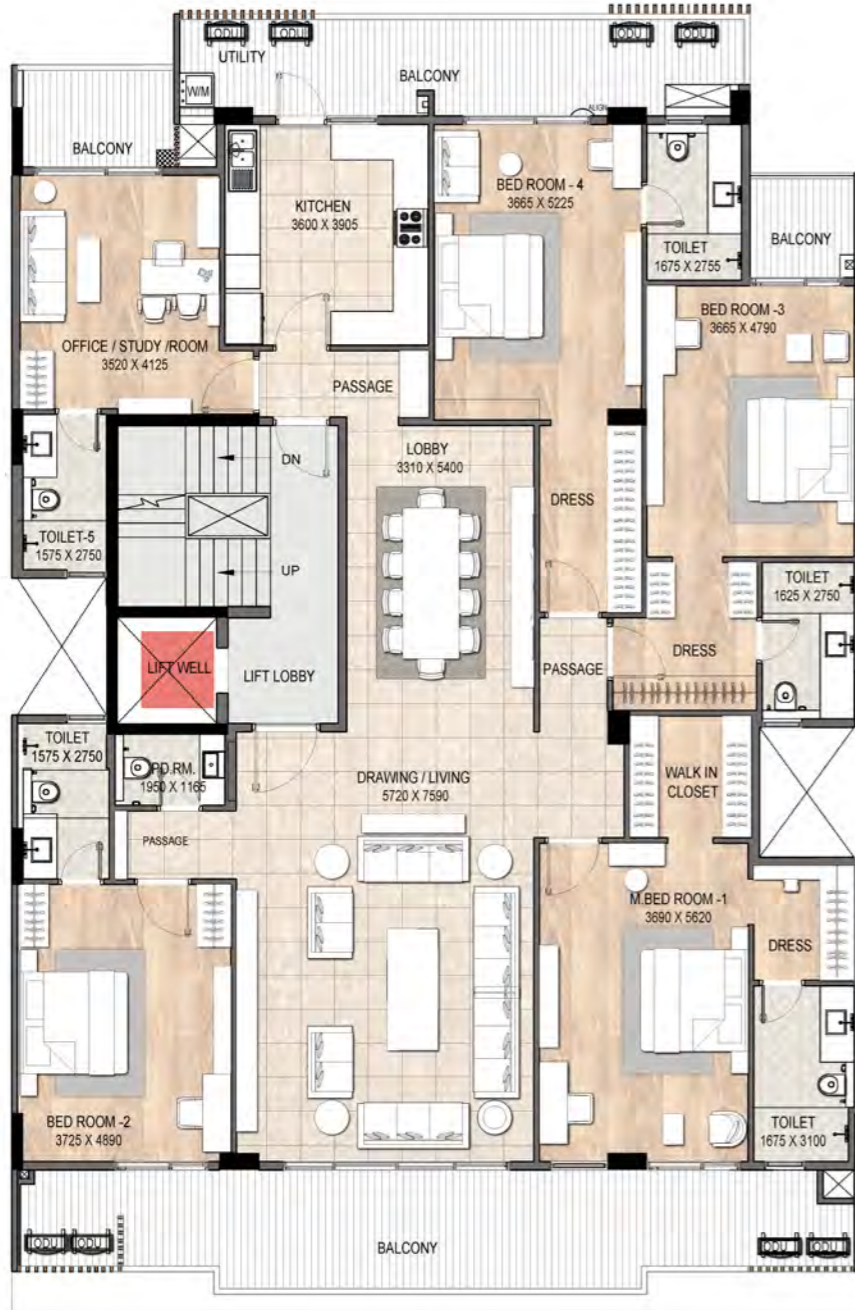 ODU
ODU
ODU
ODU
UTILITY
BALCONY
W/M
ALIGN
BALCONY
KITCHEN
3600 X 3905
BED ROOM - 4
3665 X 5225
TOILET
1675 X 2755
BALCONY
BED ROOM -3
3665 X 4790
OFFICE / STUDY /ROOM
3520 X 4125
PASSAGE
LOBBY
3310 X 5400
DN
DRESS
TOILET-5
1575 X 2750
UP
TOILET
1625 X 2750
LIFT WELL
LIFT LOBBY
PASSAGE
DRESS
TOILET
1575 X 2750
PD.RM.
1950 X 1165
DRAWING / LIVING
5720 X 7590
WALK IN
CLOSET
PASSAGE
M.BED ROOM -1
3690 X 5620
DRESS
BED ROOM -2
3725 X 4890
TOILET
1675 X 3100
BALCONY
ODU
ODU
ODU
ODU